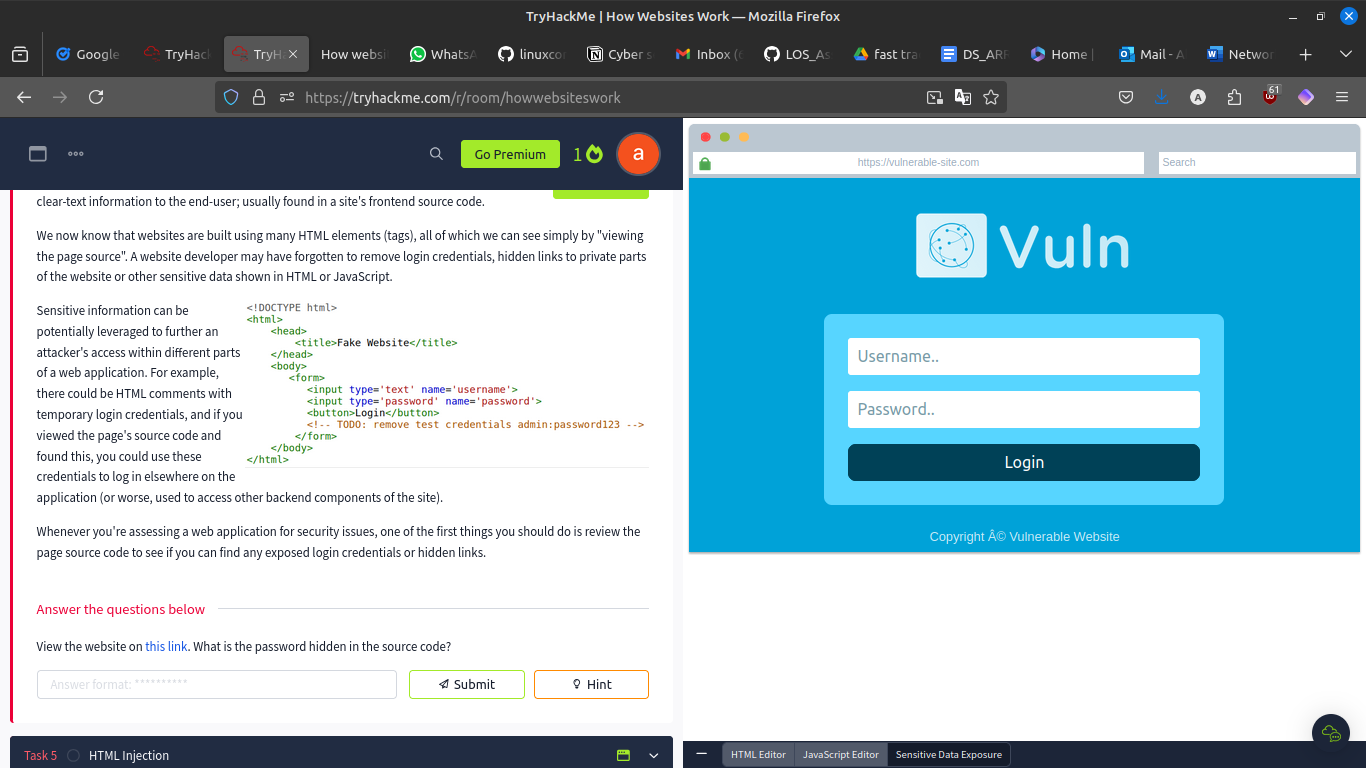 TryHackMe | How Websites Work — Mozilla Firefox
Google
TryHac
TryH
How websi
WhatsA
linuxco
Cyber s
Inbox (
LOS_As
fast tra
DS_ARR
Home |
Mail - A
Networ
https://tryhackme.com/r/room/howwebsiteswork
A
61
Go Premium
1
a
clear-text information to the end-user; usually found in a site's frontend source code.
We now know that websites are built using many HTML elements (tags), all of which we can see simply by "viewing
the page source". A website developer may have forgotten to remove login credentials, hidden links to private parts
of the website or other sensitive data shown in HTML or JavaScript.
Sensitive information can be
potentially leveraged to further an
attacker's access within different parts
of a web application. For example,
there could be HTML comments with
temporary login credentials, and if you
viewed the page's source code and
found this, you could use these
credentials to log in elsewhere on the
application (or worse, used to access other backend components of the site).
<!DOCTYPE html>
<html>
    <head>
        <title>Fake Website</title>
    </head>
    <body>
       <form>
          <input type='text' name='username'>
          <input type='password' name='password'>
          <button>Login</button>
          <!-- TODO: remove test credentials admin:password123 -->
        </form>
    </body>
</html>
Whenever you're assessing a web application for security issues, one of the first things you should do is review the
page source code to see if you can find any exposed login credentials or hidden links.
Answer the questions below
View the website on this link. What is the password hidden in the source code?
Answer format: **********
Submit
Hint
Task 5
HTML Injection
https://vulnerable-site.com
Search
Vuln
Username..
Password..
Login
Copyright Â© Vulnerable Website
HTML Editor
JavaScript Editor
Sensitive Data Exposure